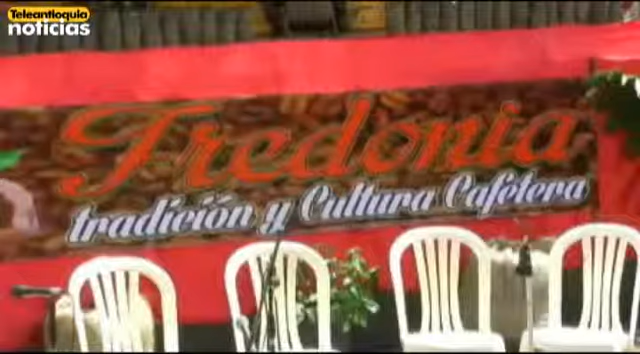 Teleantioquia
noticias
Fredonia
tradición y Cultura Cafetera